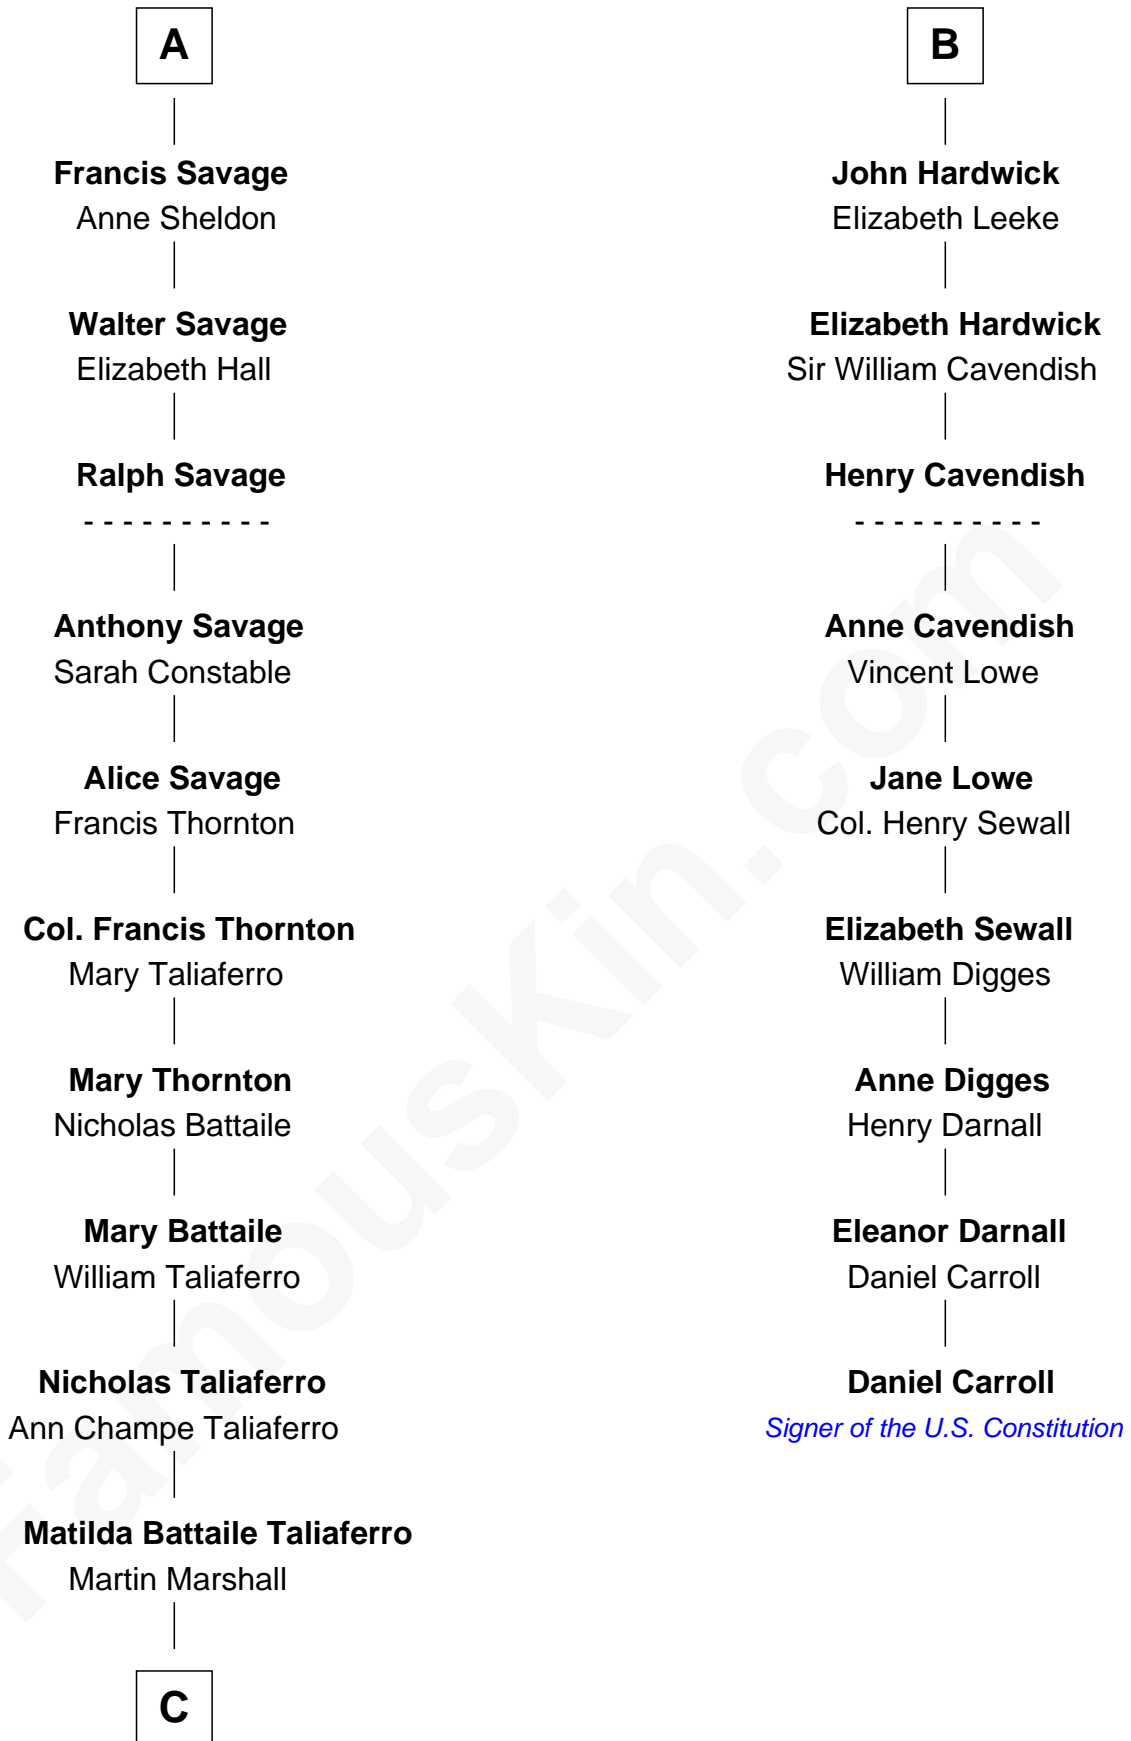 A
Francis Savage
Anne Sheldon
Walter Savage
Elizabeth Hall
Ralph Savage
- - - - - - - - - -
Anthony Savage
Sarah Constable
Alice Savage
Francis Thornton
Col. Francis Thornton
Mary Taliaferro
Mary Thornton
Nicholas Battaile
Mary Battaile
William Taliaferro
Nicholas Taliaferro
Ann Champe Taliaferro
Matilda Battaile Taliaferro
Martin Marshall
C
B
John Hardwick
Elizabeth Leeke
Elizabeth Hardwick
Sir William Cavendish
Henry Cavendish
- - - - - - - - - -
Anne Cavendish
Vincent Lowe
Jane Lowe
Col. Henry Sewall
Elizabeth Sewall
William Digges
Anne Digges
Henry Darnall
Eleanor Darnall
Daniel Carroll
Daniel Carroll
Signer of the U.S. Constitution
FamousKin.com